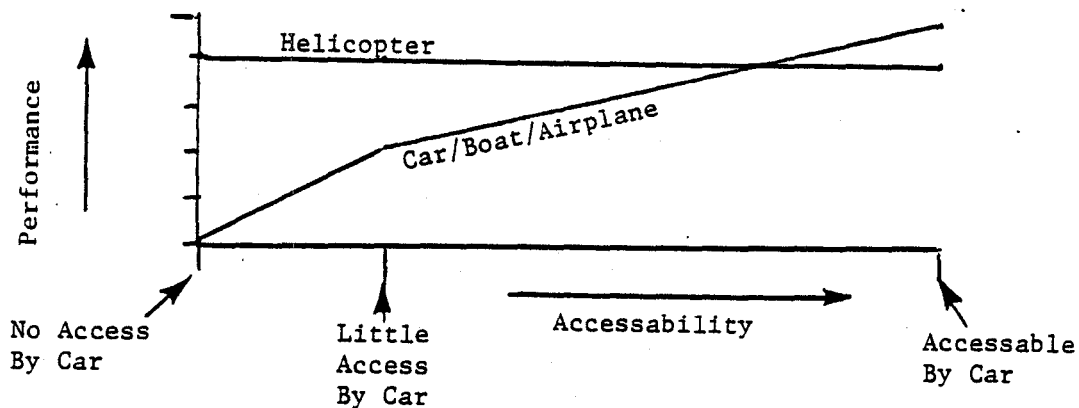 Helicopter
Performance
Car/Boat/Airplane
No Access
By Car
Little
Access
By Car
Accessability
Accessable
By Car